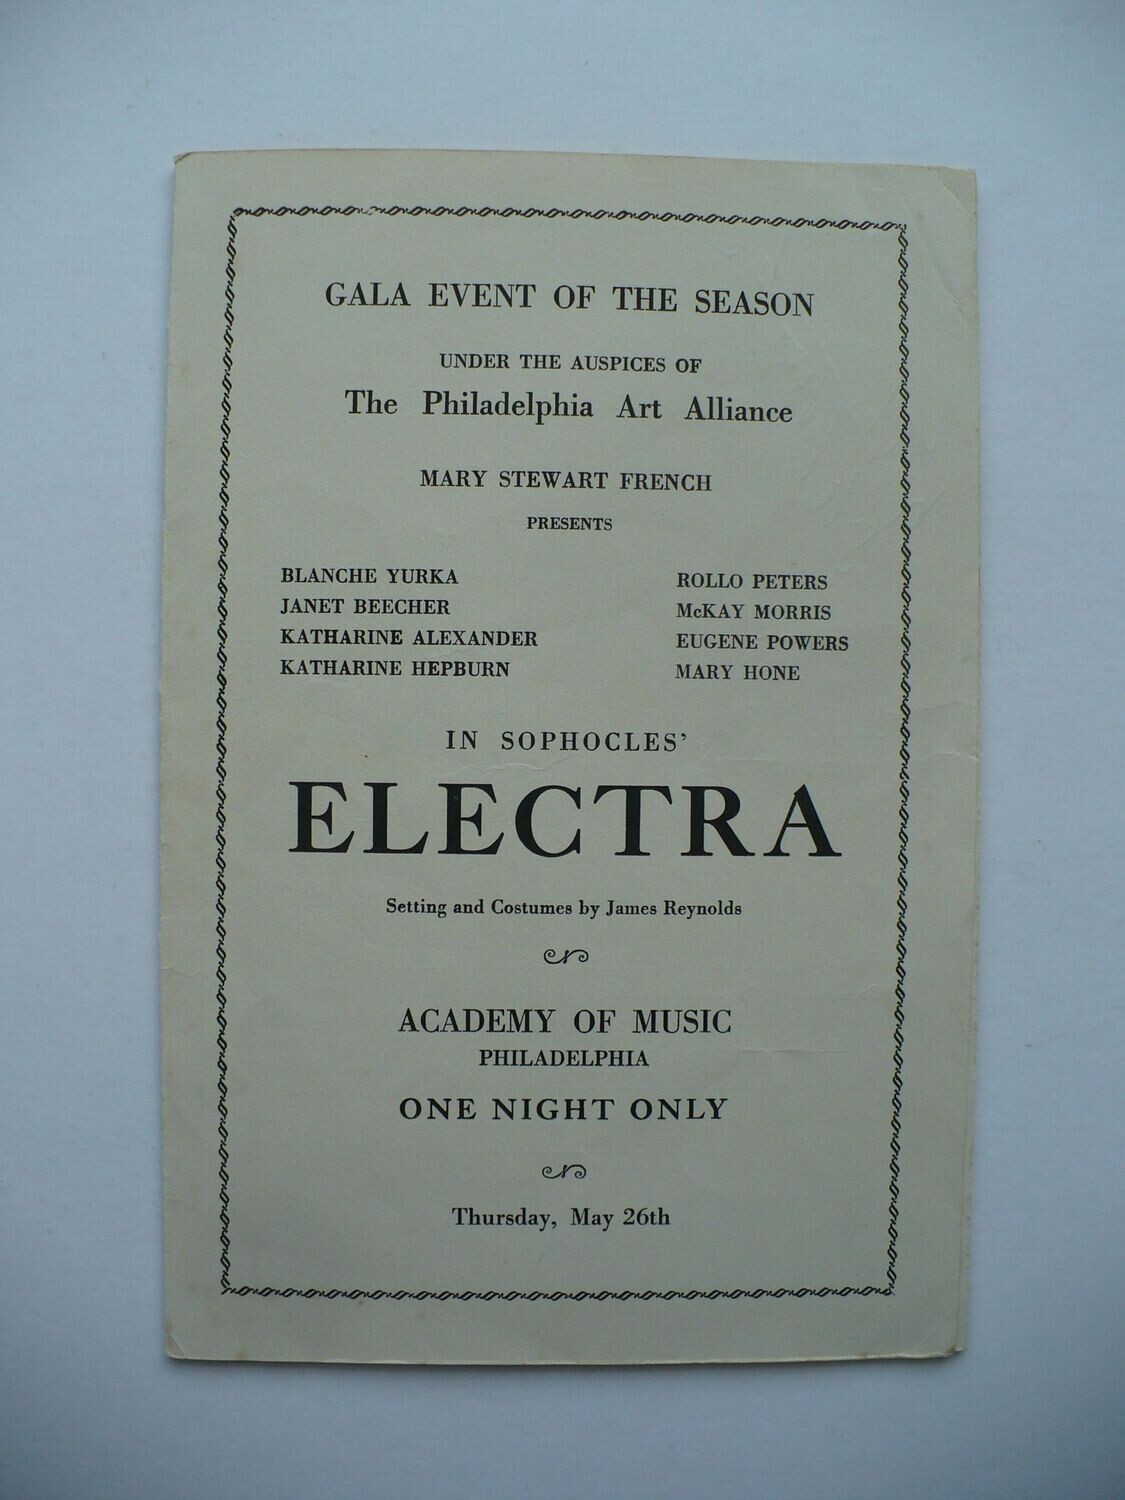 GALA EVENT OF THE SEASON
UNDER THE AUSPICES OF
The Philadelphia Art Alliance
MARY STEWART FRENCH
PRESENTS
BLANCHE YURKA
JANET BEECHER
KATHARINE ALEXANDER
KATHARINE HEPBURN
ROLLO PETERS
McKAY MORRIS
EUGENE POWERS
MARY HONE
IN SOPHOCLES'
ELECTRA
Setting and Costumes by James Reynolds
ACADEMY OF MUSIC
PHILADELPHIA
ONE NIGHT ONLY
Thursday, May 26th